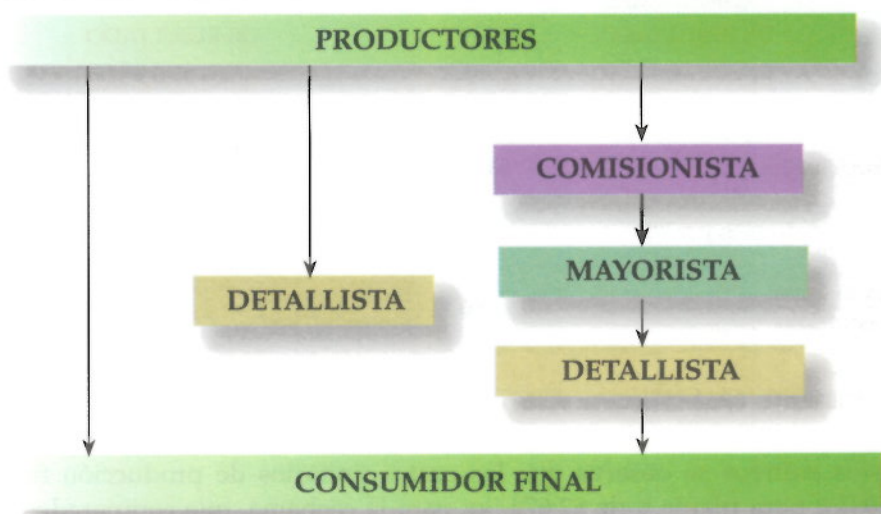 PRODUCTORES
COMISIONISTA
MAYORISTA
DETALLISTA
DETALLISTA
CONSUMIDOR FINAL